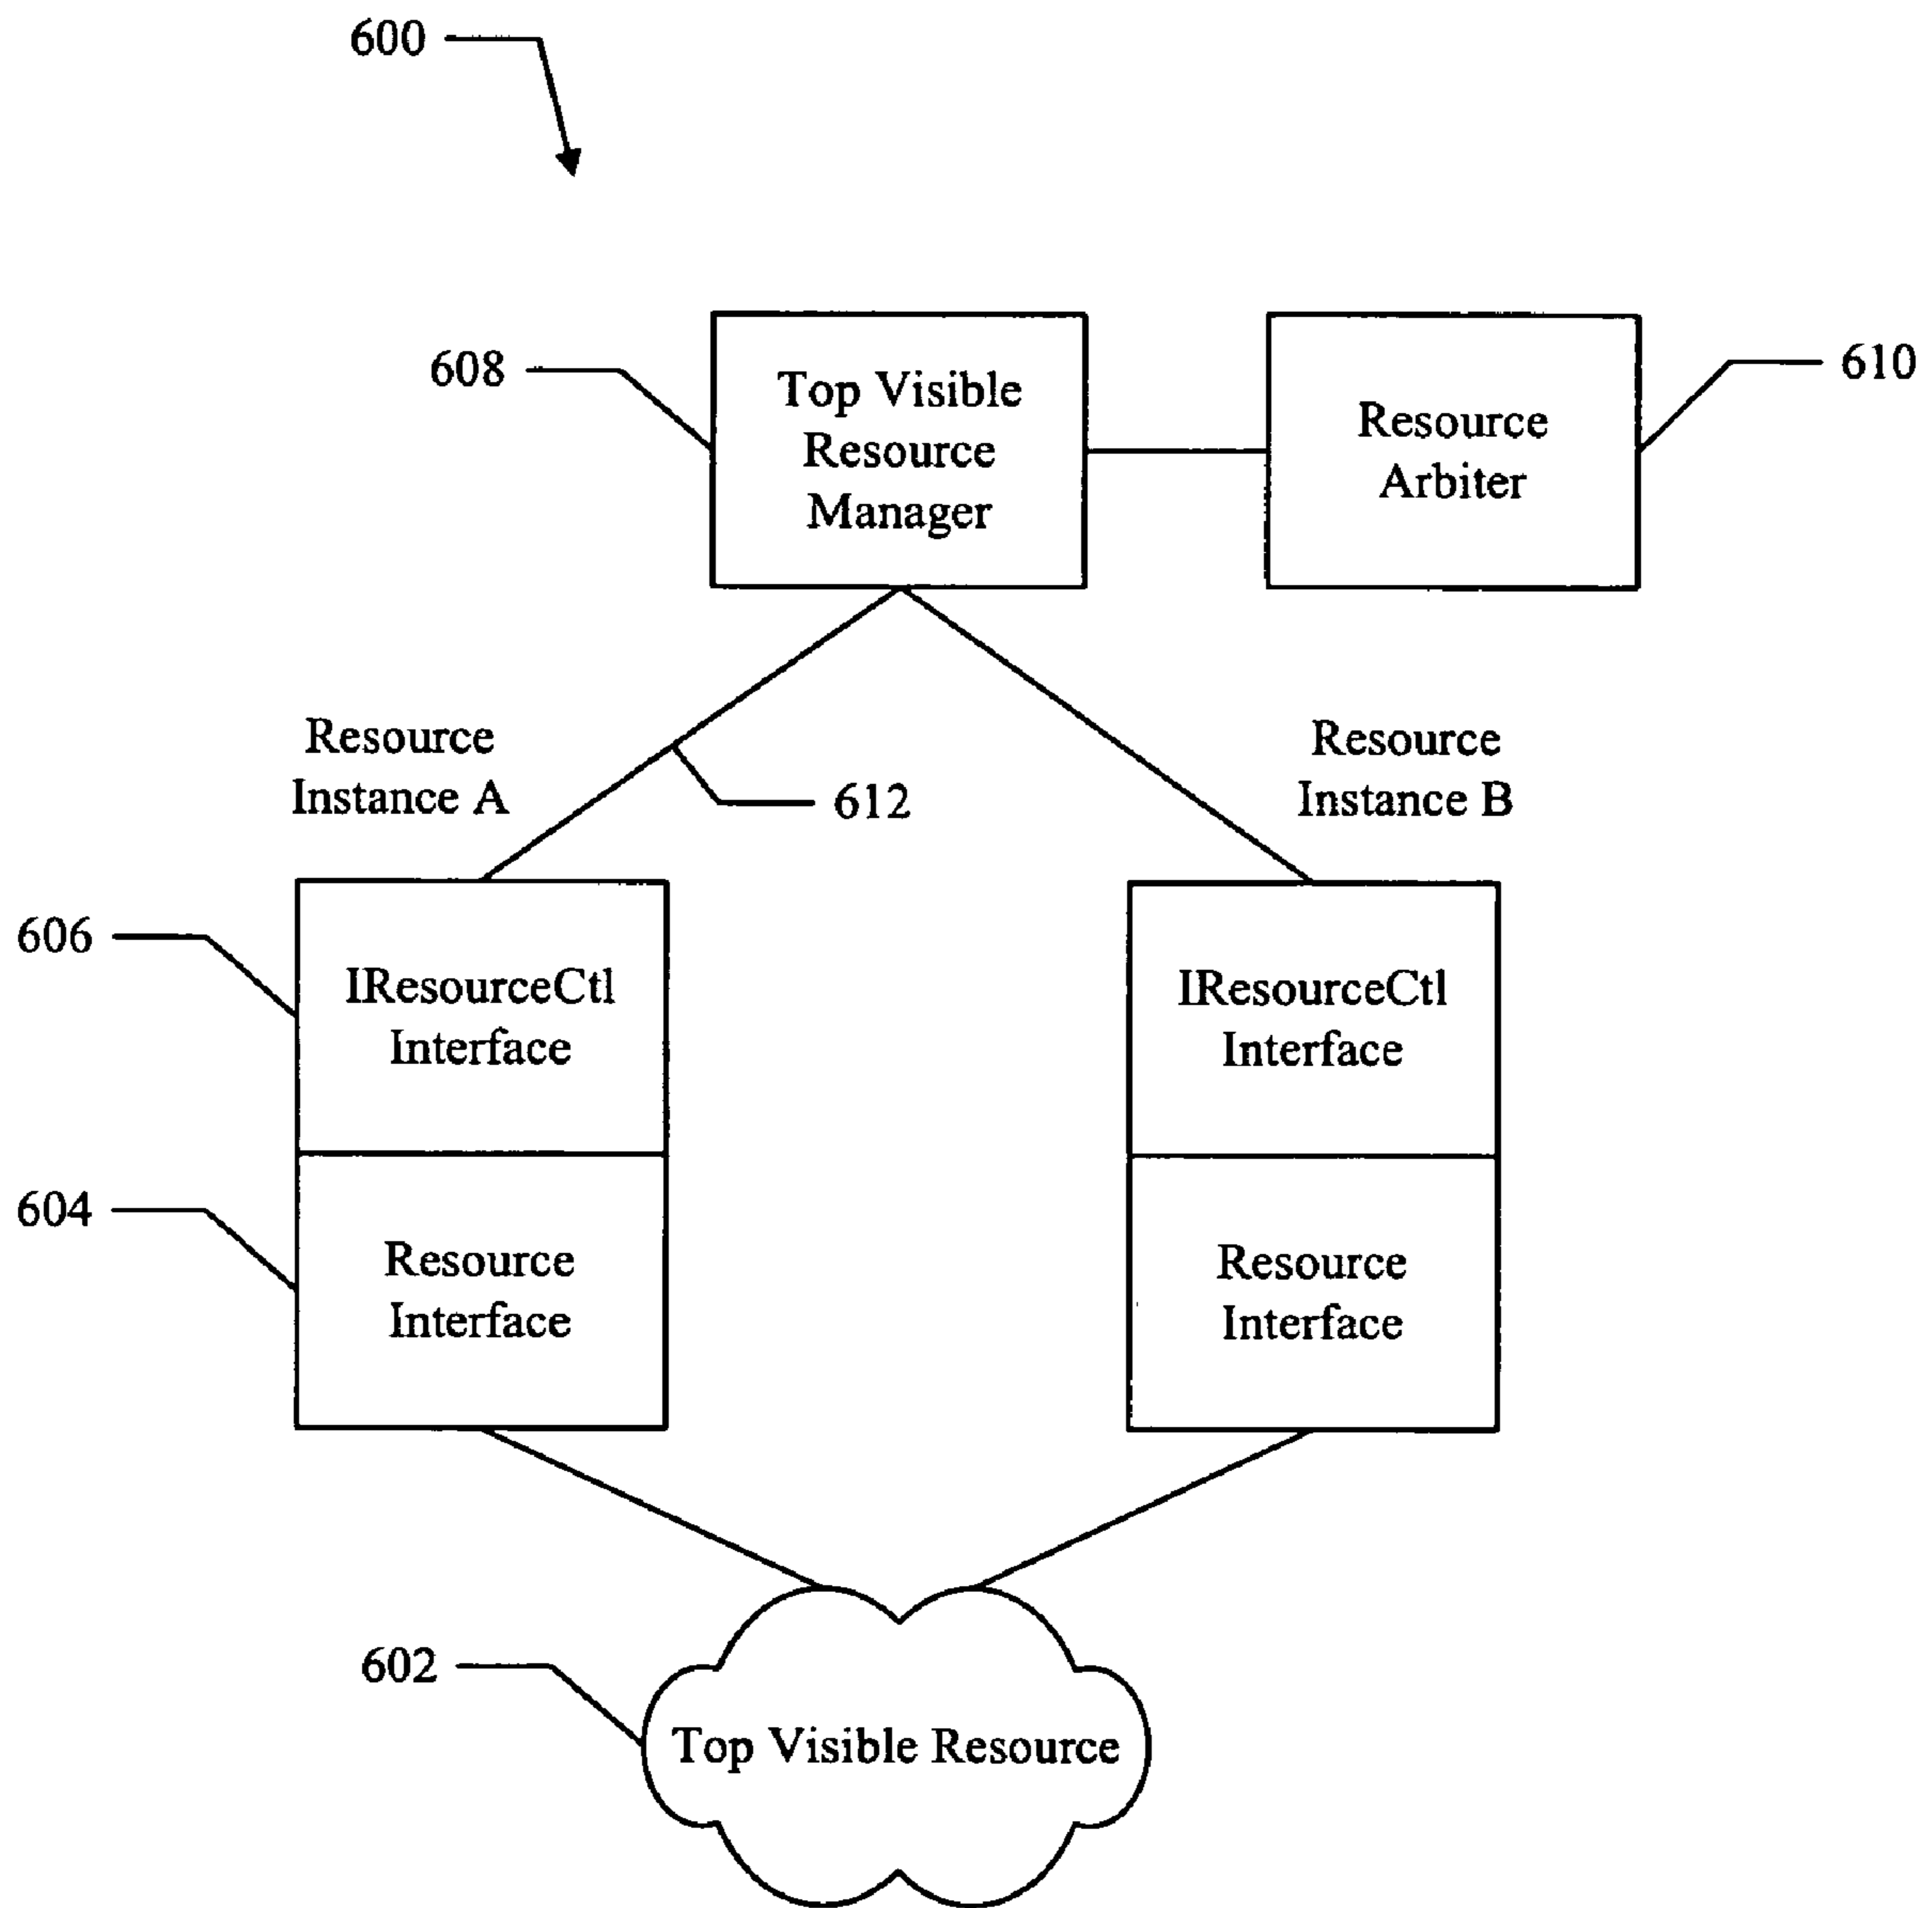 600
608
Top Visible
Resource
Manager
Resource
Arbiter
610
Resource
Instance A
612
Resource
Instance B
606
IResourceCtl
Interface
IResourceCtl
Interface
604
Resource
Interface
Resource
Interface
602
Top Visible Resource